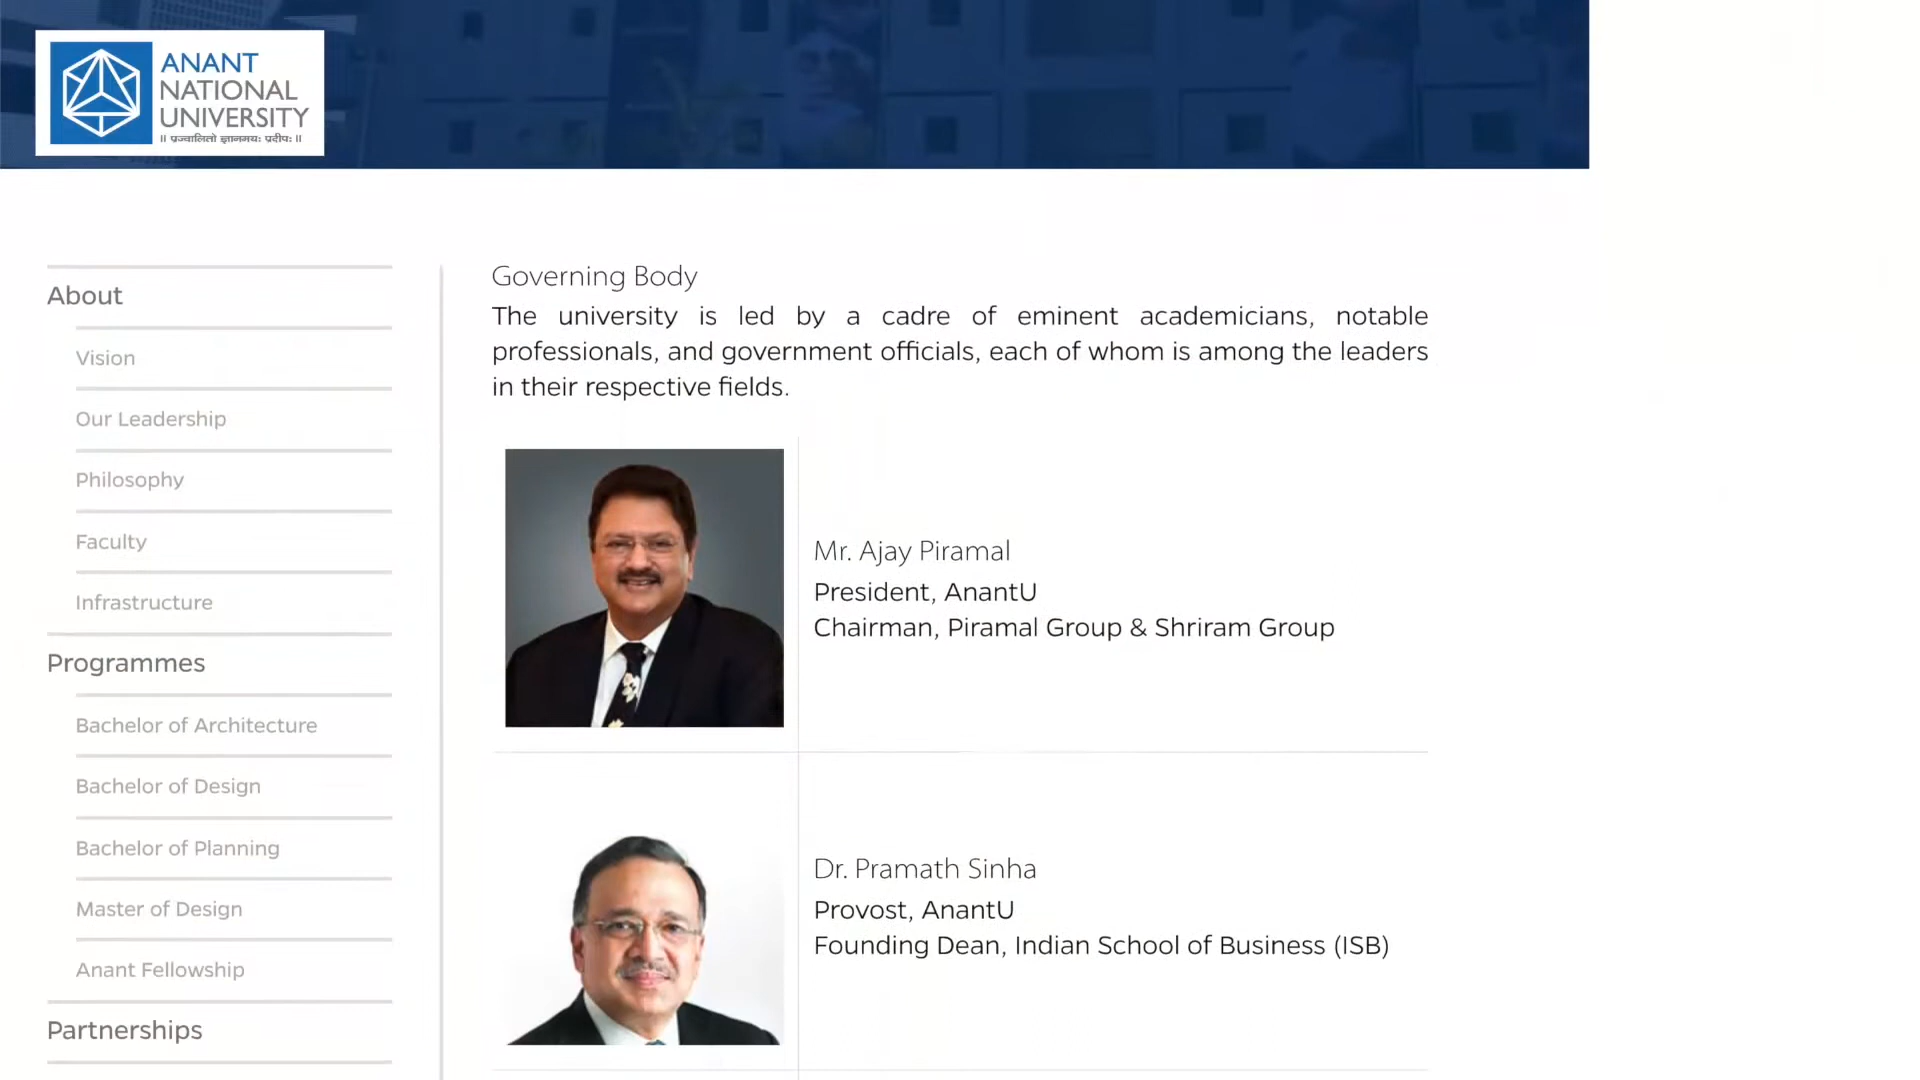 ANANT
NATIONAL
UNIVERSITY
॥ प्रज्वालितो ज्ञानमयः प्रदीपः ॥
About
Vision
Our Leadership
Philosophy
Faculty
Infrastructure
Programmes
Bachelor of Architecture
Bachelor of Design
Bachelor of Planning
Master of Design
Anant Fellowship
Partnerships
Governing Body
The university is led by a cadre of eminent academicians, notable
professionals, and government officials, each of whom is among the leaders
in their respective fields.
Mr. Ajay Piramal
President, AnantU
Chairman, Piramal Group & Shriram Group
Dr. Pramath Sinha
Provost, AnantU
Founding Dean, Indian School of Business (ISB)